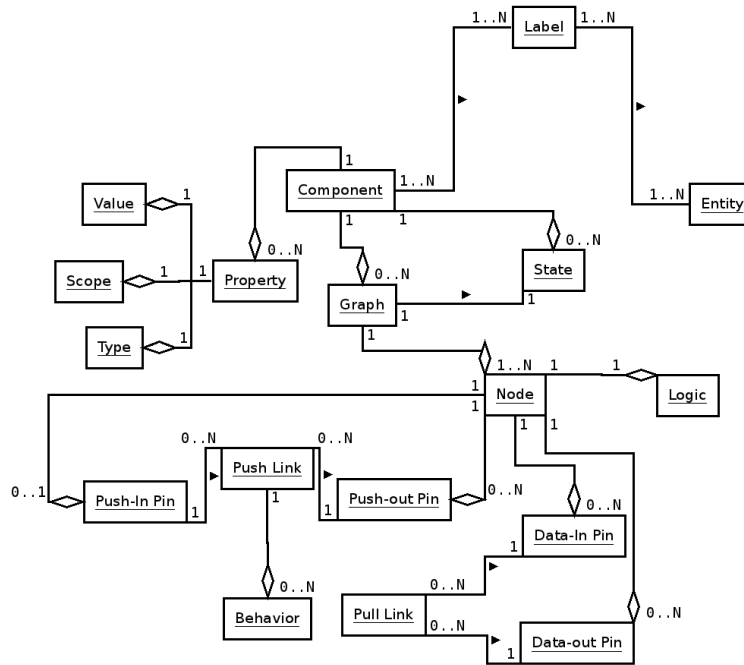 1..N Label 1..N
1
Component 1..N
1 1
Value 1
1..N Entity
Scope 1 1 Property 0..N
0..N State 0..N
Graph 1 1
1
Type 1
1..N 1 1
1 Node Logic
1 1 1
0..N 0..N
0..1 Push-In Pin 1 Push Link 1 Push-out Pin 0..N
1
0..N
1 Data-In Pin
0..N
0..N Behavior
Pull Link
0..N 0..N
1 Data-out Pin